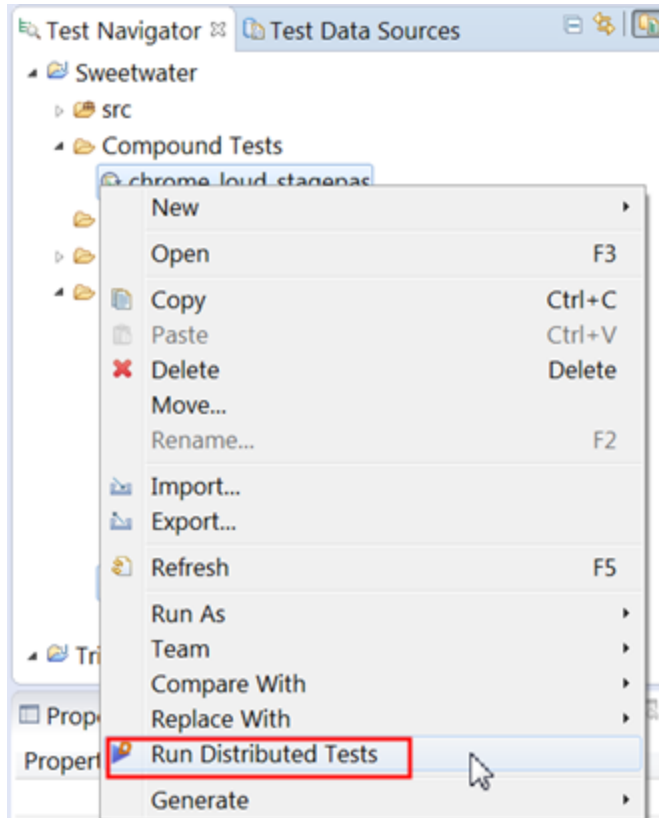 Test Navigator Test Data Sources
Sweetwater
src
Compound Tests
chrome_loud_stagepas
New
Open F3
Copy Ctrl+C
Paste Ctrl+V
Delete Delete
Move...
Rename... F2
Import...
Export...
Refresh F5
Run As
Team
Tri
Compare With
Replace With
Prop
Run Distributed Tests
Propert
Generate